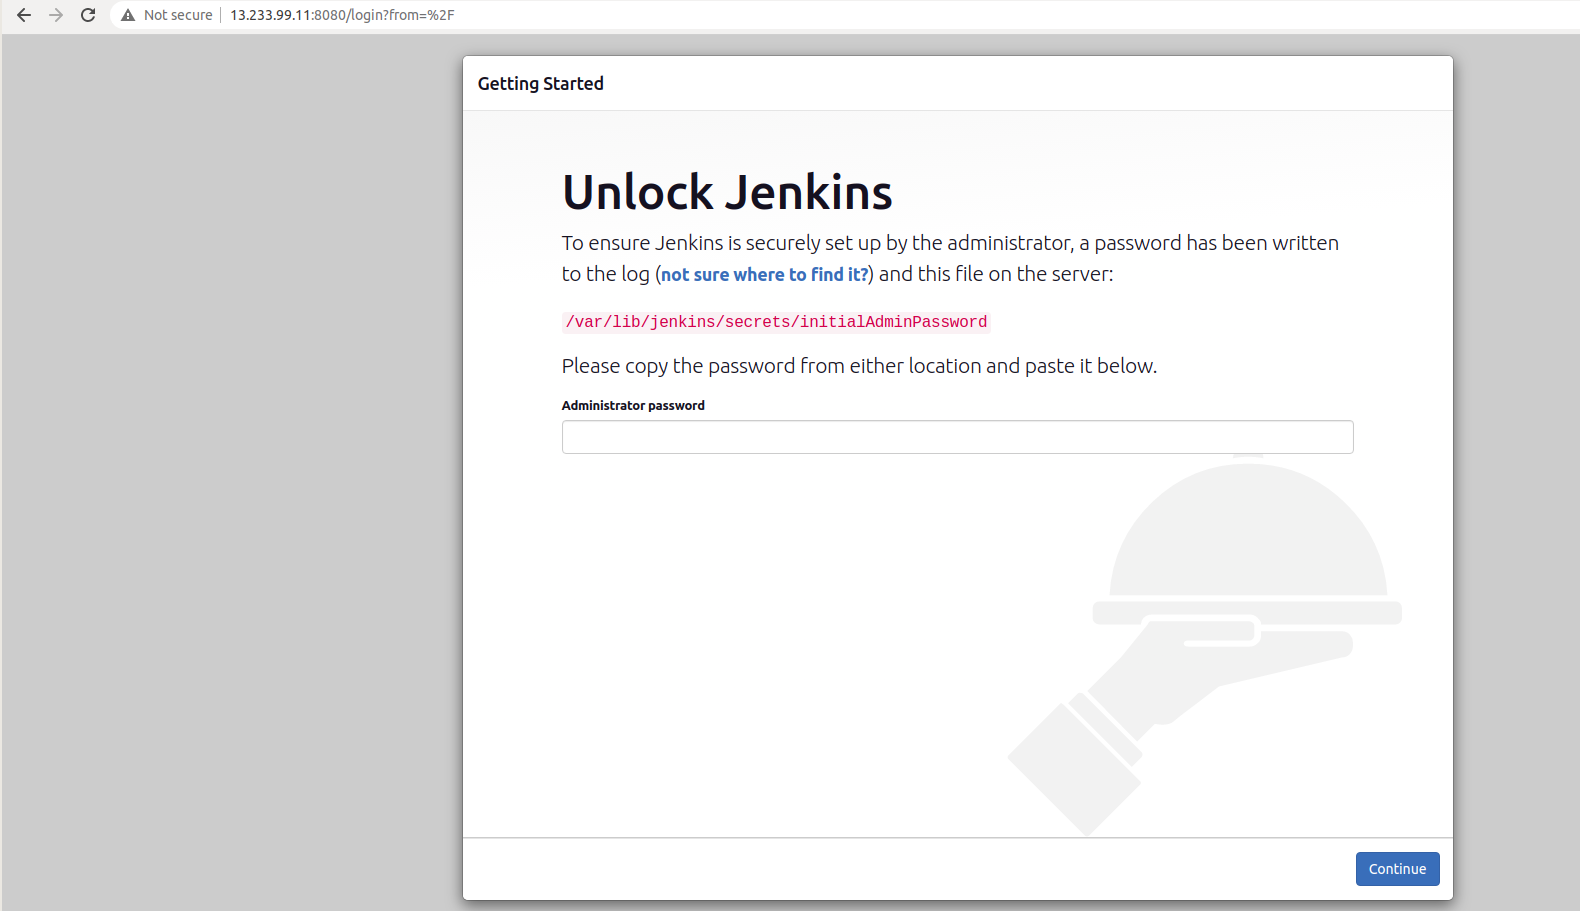 Not secure | 13.233.99.11:8080/login?from=%2F
Getting Started
Unlock Jenkins
To ensure Jenkins is securely set up by the administrator, a password has been written
to the log (not sure where to find it?) and this file on the server:
/var/lib/jenkins/secrets/initialAdminPassword
Please copy the password from either location and paste it below.
Administrator password
Continue